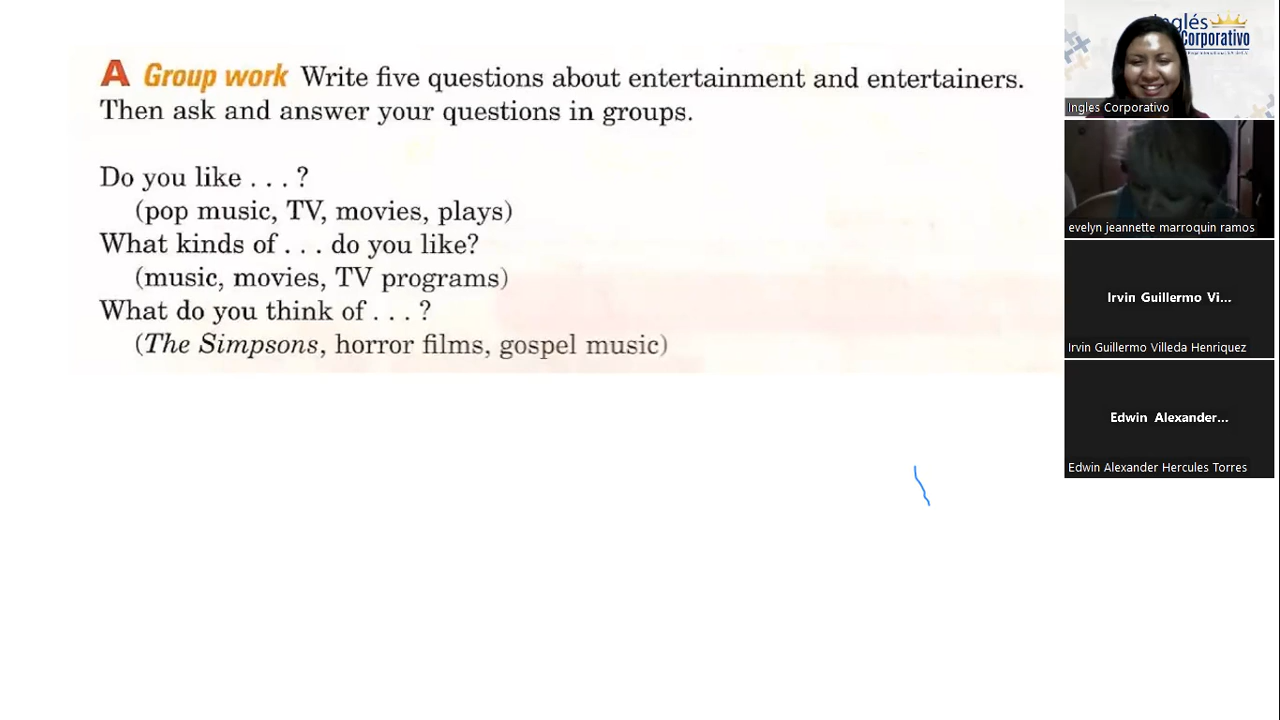 A Group work Write five questions about entertainment and entertainers.
Then ask and answer your questions in groups.
Do you like . . . ?
(pop music, TV, movies, plays)
What kinds of . . . do you like?
(music, movies, TV programs)
What do you think of . . . ?
(The Simpsons, horror films, gospel music)
Inglés
Corporativo
Ingles Corporativo
evelyn jeannette marroquin ramos
Irvin Guillermo Vi...
Irvin Guillermo Villeda Henriquez
Edwin Alexander...
Edwin Alexander Hercules Torres